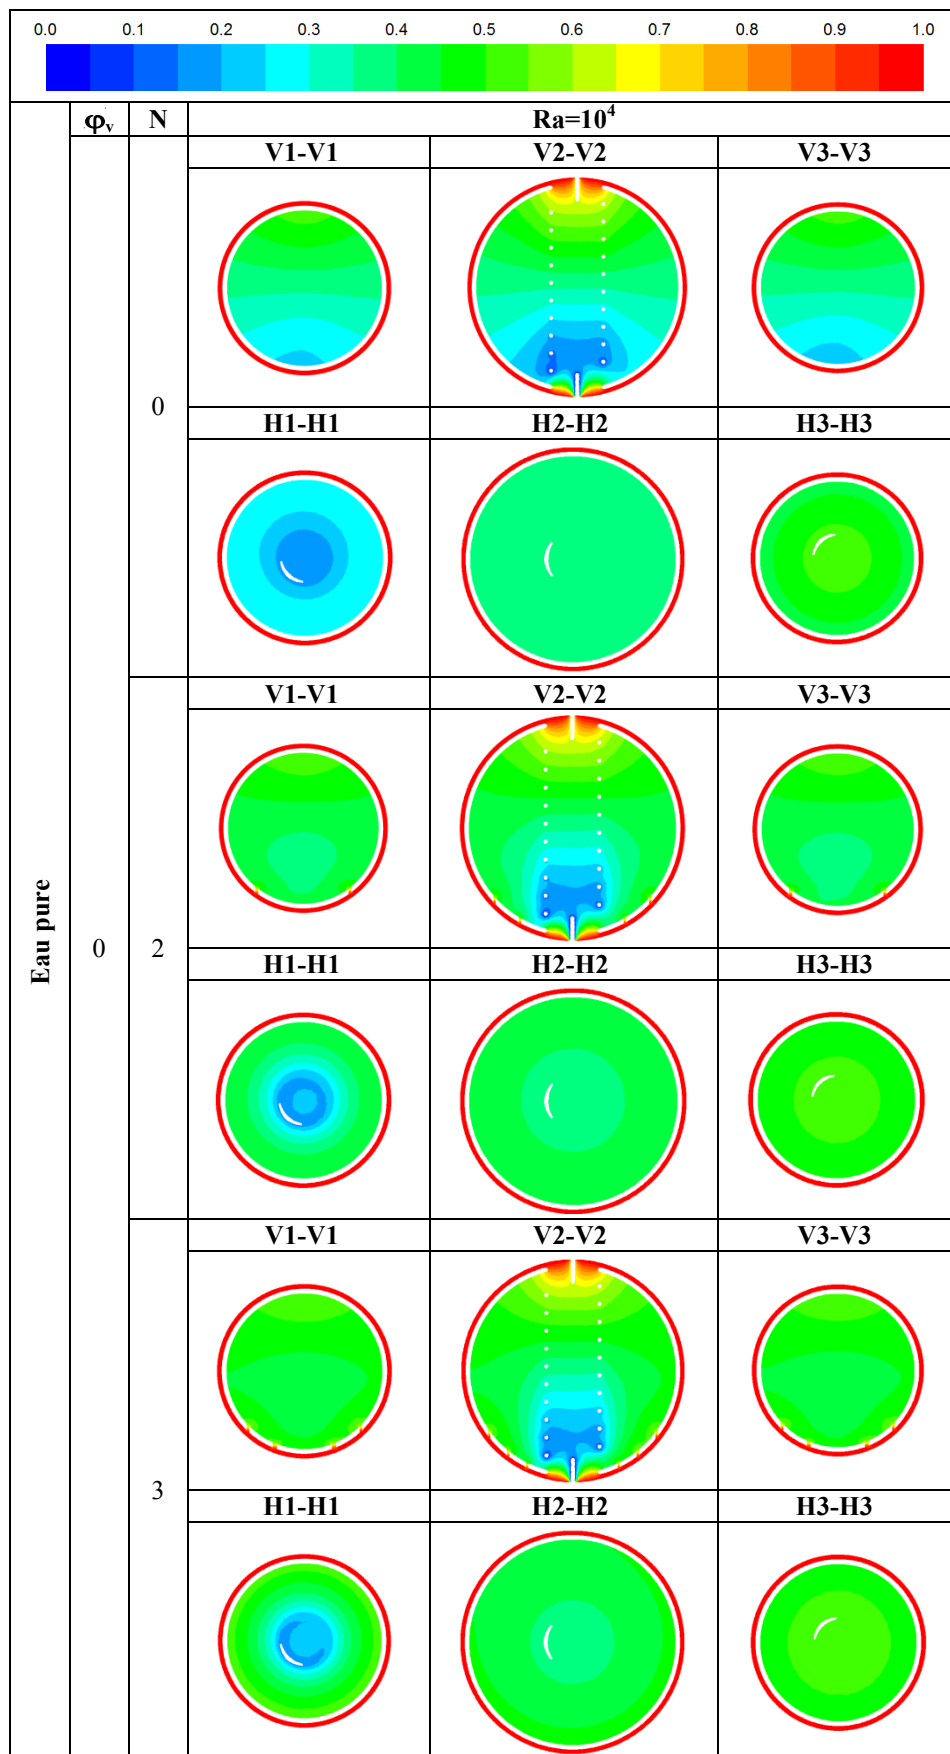 0.0 0.1 0.2 0.3 0.4 0.5 0.6 0.7 0.8 0.9 1.0
φv N Ra=10⁴
V1-V1 V2-V2 V3-V3
0
H1-H1 H2-H2 H3-H3
V1-V1 V2-V2 V3-V3
Eau pure
0 2
H1-H1 H2-H2 H3-H3
V1-V1 V2-V2 V3-V3
3
H1-H1 H2-H2 H3-H3